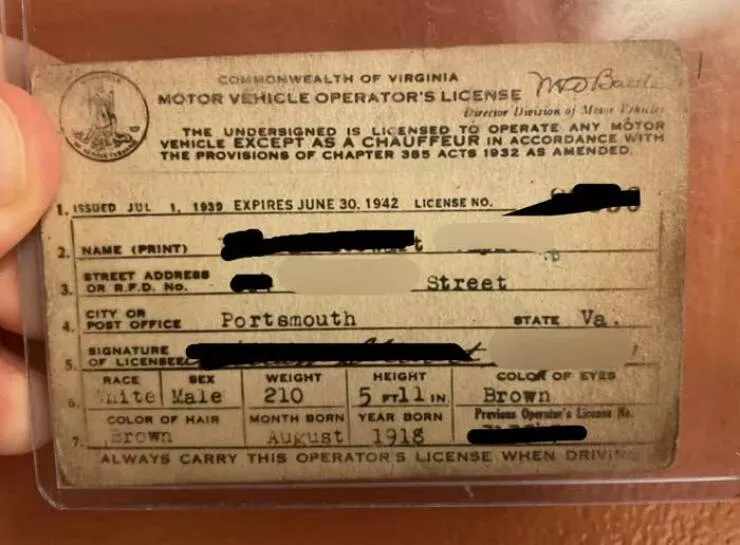 COMMONWEALTH OF VIRGINIA
MOTOR VEHICLE OPERATOR'S LICENSE
Director Division of Motor Vehicles
THE UNDERSIGNED IS LICENSED TO OPERATE ANY MOTOR
VEHICLE EXCEPT AS A CHAUFFEUR IN ACCORDANCE WITH
THE PROVISIONS OF CHAPTER 385 ACTS 1932 AS AMENDED.
1. ISSUED JUL 1, 1939 EXPIRES JUNE 30, 1942 LICENSE NO.
2. NAME (PRINT)
3. STREET ADDRESS OR R.F.D. NO. Street
4. CITY OR POST OFFICE Portsmouth STATE Va.
5. SIGNATURE OF LICENSEE
RACE SEX WEIGHT HEIGHT COLOR OF EYES
6. White Male 210 5 FT 11 IN. Brown
COLOR OF HAIR MONTH BORN YEAR BORN Previous Operator's License No.
7. Brown August 1918
ALWAYS CARRY THIS OPERATOR'S LICENSE WHEN DRIVING